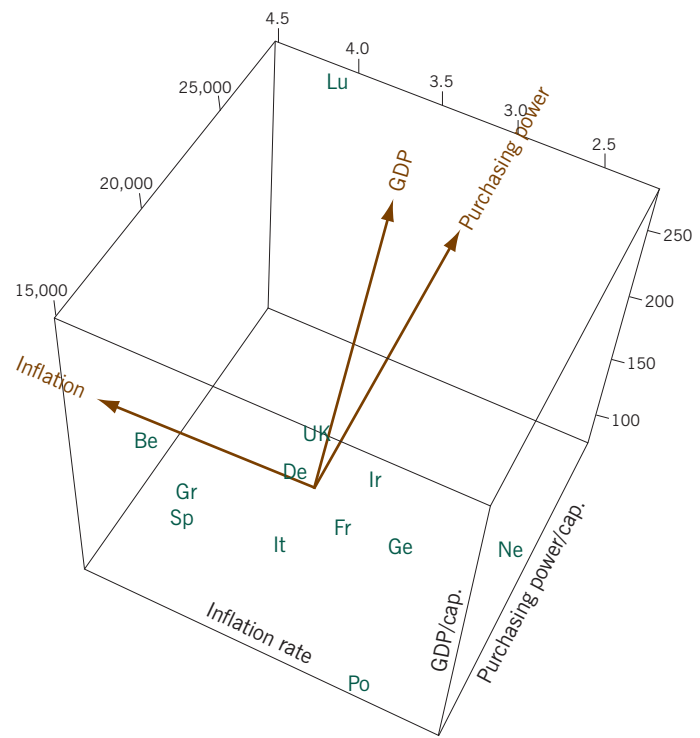 4.5
4.0
3.5
3.0
2.5
25,000
20,000
15,000
250
200
150
100
Lu
GDP
Purchasing power
Inflation
Be
UK
De
Ir
Gr
Sp
It
Fr
Ge
Ne
Po
Inflation rate
GDP/cap.
Purchasing power/cap.